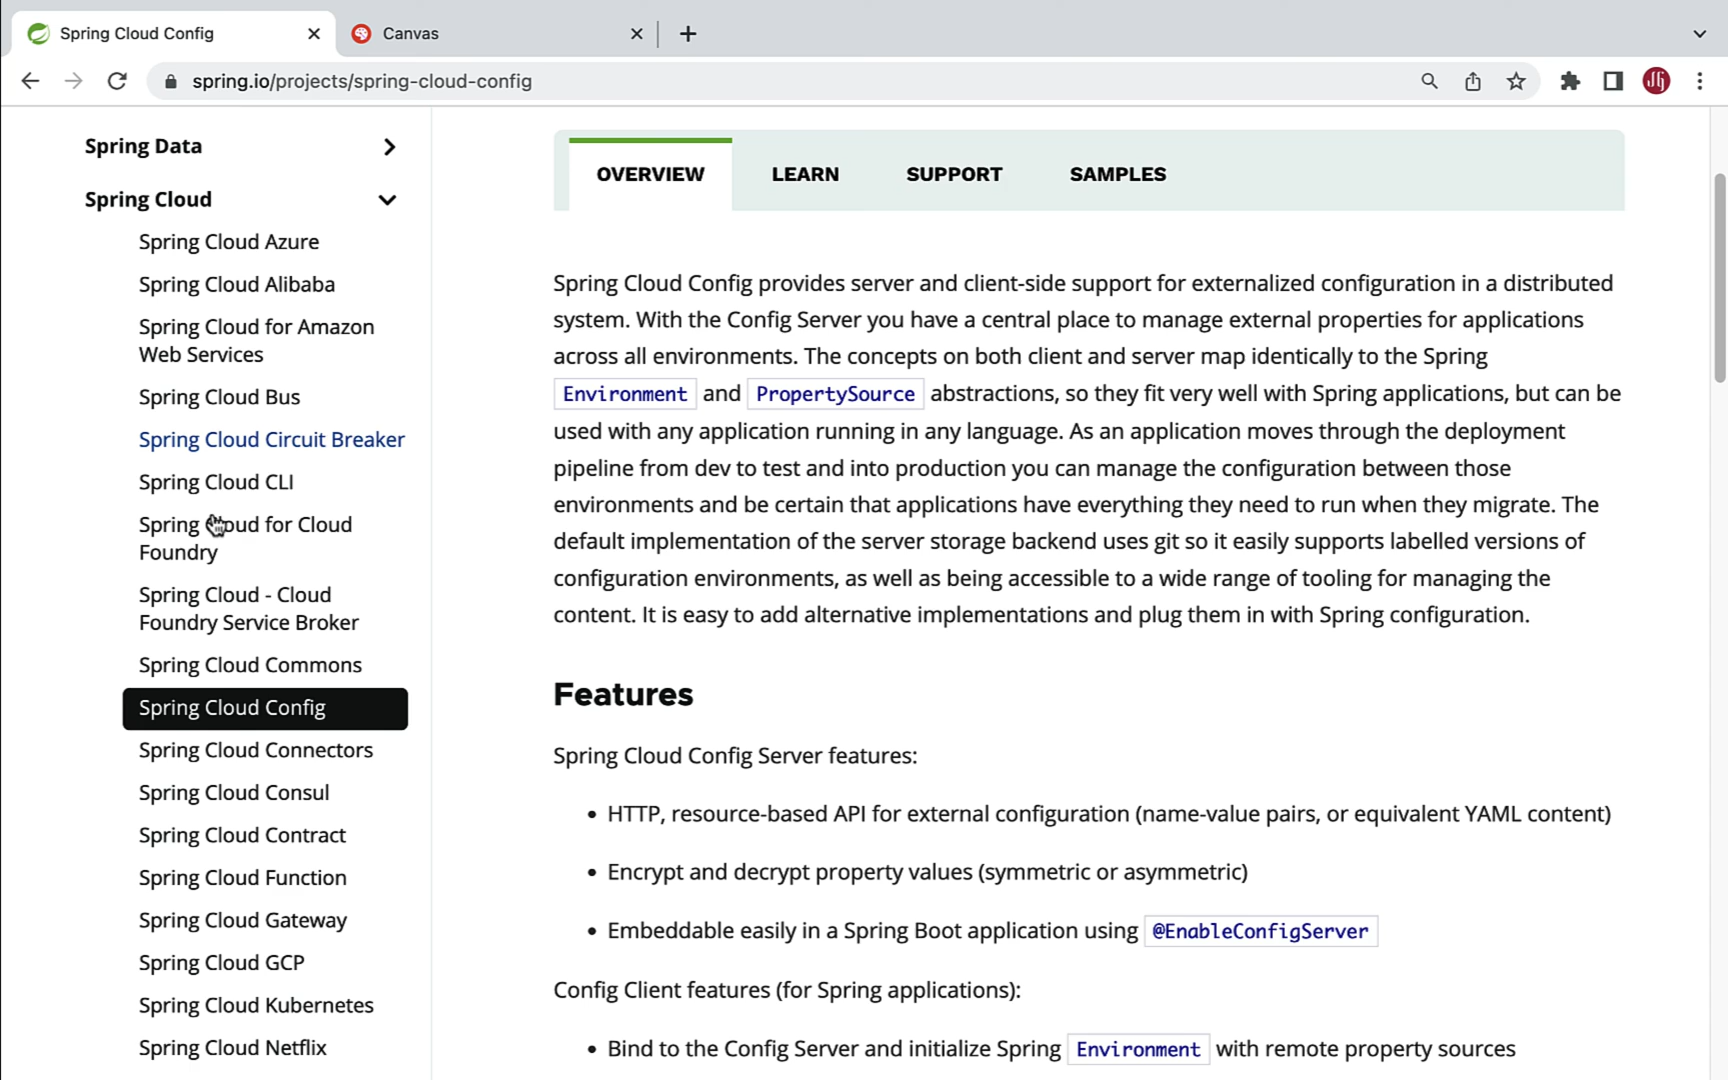 Spring Cloud Config
Canvas
spring.io/projects/spring-cloud-config
Spring Data
Spring Cloud
Spring Cloud Azure
Spring Cloud Alibaba
Spring Cloud for Amazon
Web Services
Spring Cloud Bus
Spring Cloud Circuit Breaker
Spring Cloud CLI
Spring Cloud for Cloud
Foundry
Spring Cloud - Cloud
Foundry Service Broker
Spring Cloud Commons
Spring Cloud Config
Spring Cloud Connectors
Spring Cloud Consul
Spring Cloud Contract
Spring Cloud Function
Spring Cloud Gateway
Spring Cloud GCP
Spring Cloud Kubernetes
Spring Cloud Netflix
OVERVIEW LEARN SUPPORT SAMPLES
Spring Cloud Config provides server and client-side support for externalized configuration in a distributed
system. With the Config Server you have a central place to manage external properties for applications
across all environments. The concepts on both client and server map identically to the Spring
Environment and PropertySource abstractions, so they fit very well with Spring applications, but can be
used with any application running in any language. As an application moves through the deployment
pipeline from dev to test and into production you can manage the configuration between those
environments and be certain that applications have everything they need to run when they migrate. The
default implementation of the server storage backend uses git so it easily supports labelled versions of
configuration environments, as well as being accessible to a wide range of tooling for managing the
content. It is easy to add alternative implementations and plug them in with Spring configuration.
Features
Spring Cloud Config Server features:
• HTTP, resource-based API for external configuration (name-value pairs, or equivalent YAML content)
• Encrypt and decrypt property values (symmetric or asymmetric)
• Embeddable easily in a Spring Boot application using @EnableConfigServer
Config Client features (for Spring applications):
• Bind to the Config Server and initialize Spring Environment with remote property sources